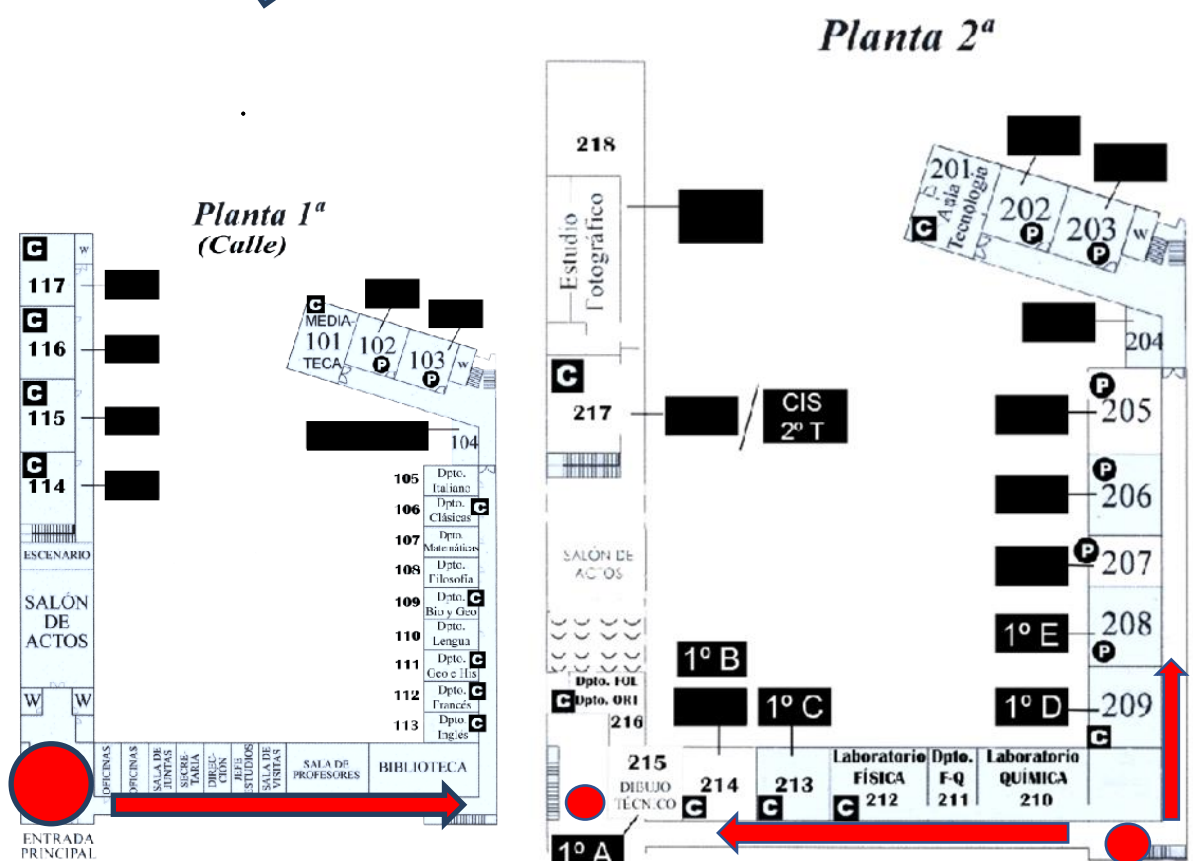 Planta 2ª
218
Estudio
Fotográfico
C
217
CIS
2º T
SALÓN DE
ACTOS
Dpto. FOL
C Dpto. ORI
216
215
DIBUJO
TÉCNICO
1º A
1º B
214
C
1º C
213
C
Laboratorio
FÍSICA
212
C
Dpto.
F-Q
211
Laboratorio
QUÍMICA
210
201
Aula
Tecnología
C
202
P
203
P
W
204
P
205
P
206
P
207
1º E
208
P
1º D
209
C
Planta 1ª
(Calle)
C
W
117
C
116
C
115
C
114
ESCENARIO
SALÓN
DE
ACTOS
W W
ENTRADA
PRINCIPAL
OFICINAS
OFICINAS
SALA DE
JUNTAS
SECRE-
TARÍA
DIREC-
CIÓN
JEFE
ESTUDIOS
SALA DE
VISITAS
SALA DE
PROFESORES
BIBLIOTECA
C
MEDIA-
101
TECA
102
P
103
P
W
104
105 Dpto.
Italiano
106 Dpto. C
Clásicas
107 Dpto.
Matemáticas
108 Dpto.
Filosofia
109 Dpto. C
Bio y Geo
110 Dpto.
Lengua
111 Dpto. C
Geo e His
112 Dpto. C
Francés
113 Dpto. C
Inglés